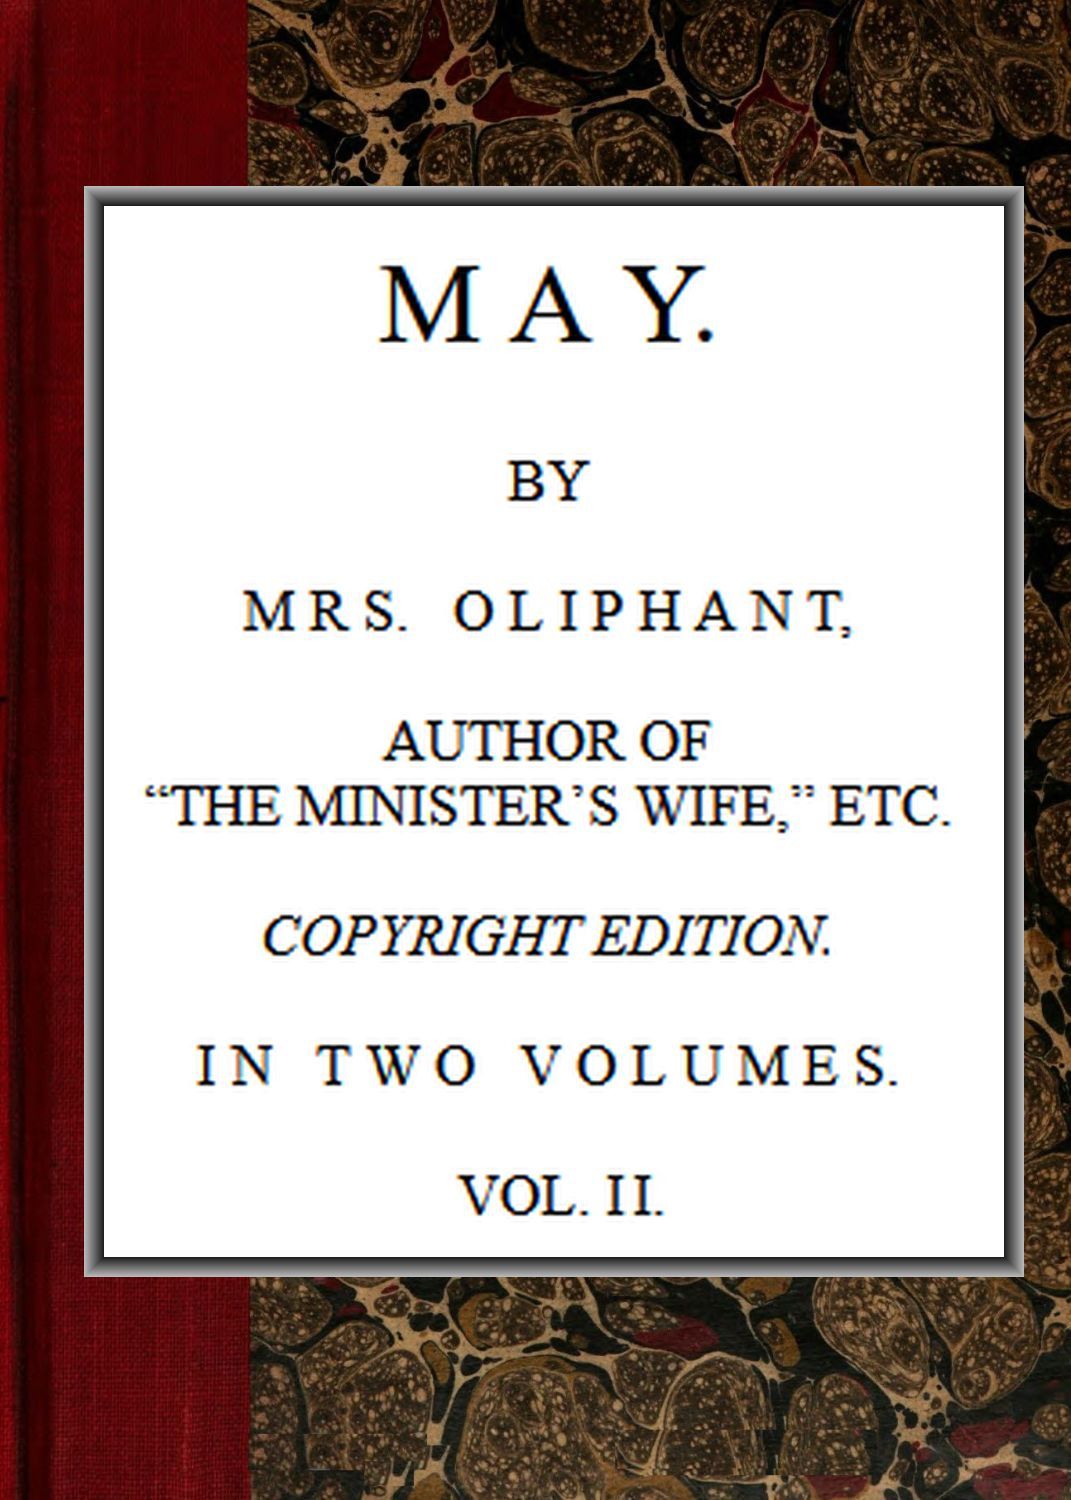 MAY.
BY
MRS. OLIPHANT,
AUTHOR OF
“THE MINISTER’S WIFE,” ETC.
COPYRIGHT EDITION.
IN TWO VOLUMES.
VOL. II.